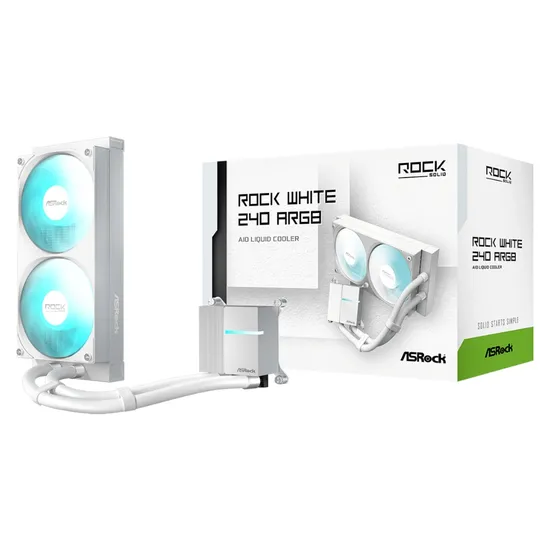 ASRock
ROCK
ASRock
ASRock
ROCK WHITE
240 ARGB
AIO LIQUID COOLER
ASRock
ROCK
SOLID
ROCK WHITE
240 ARGB
AIO LIQUID COOLER
SOLID STARTS SIMPLE
ASRock